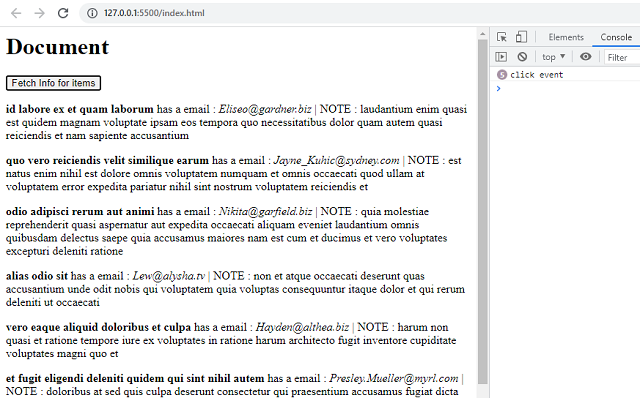 127.0.0.1:5500/index.html
Document
Fetch Info for items
id labore ex et quam laborum has a email : Eliseo@gardner.biz | NOTE : laudantium enim quasi
est quidem magnam voluptate ipsam eos tempora quo necessitatibus dolor quam autem quasi
reiciendis et nam sapiente accusantium
quo vero reiciendis velit similique earum has a email : Jayne_Kuhic@sydney.com | NOTE : est
natus enim nihil est dolore omnis voluptatem numquam et omnis occaecati quod ullam at
voluptatem error expedita pariatur nihil sint nostrum voluptatem reiciendis et
odio adipisci rerum aut animi has a email : Nikita@garfield.biz | NOTE : quia molestiae
reprehenderit quasi aspernatur aut expedita occaecati aliquam eveniet laudantium omnis
quibusdam delectus saepe quia accusamus maiores nam est cum et ducimus et vero voluptates
excepturi deleniti ratione
alias odio sit has a email : Lew@alysha.tv | NOTE : non et atque occaecati deserunt quas
accusantium unde odit nobis qui voluptatem quia voluptas consequuntur itaque dolor et qui rerum
deleniti ut occaecati
vero eaque aliquid doloribus et culpa has a email : Hayden@althea.biz | NOTE : harum non
quasi et ratione tempore iure ex voluptates in ratione harum architecto fugit inventore cupiditate
voluptates magni quo et
et fugit eligendi deleniti quidem qui sint nihil autem has a email : Presley.Mueller@myrl.com |
NOTE : doloribus at sed quis culpa deserunt consectetur qui praesentium accusamus fugiat dicta
Elements Console
top Filter
5 click event